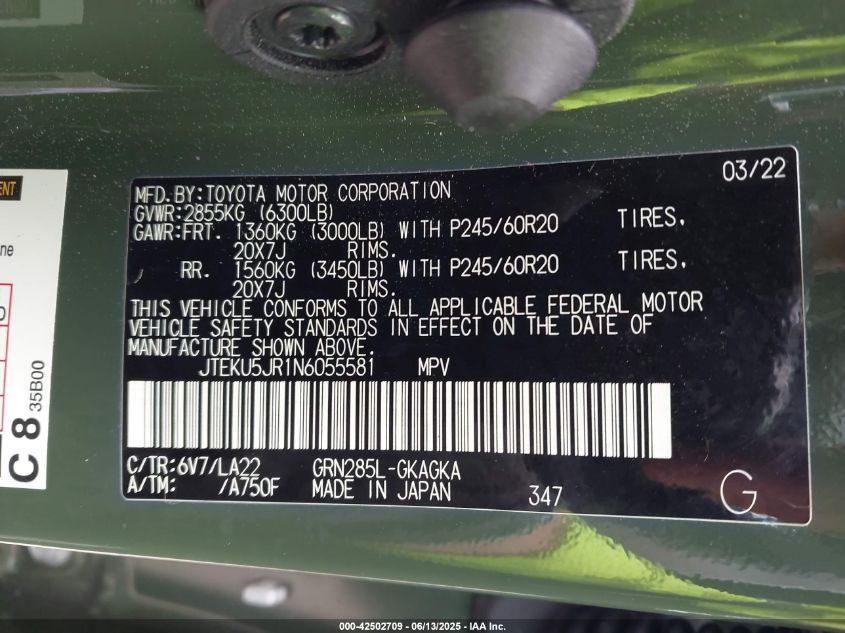 03/22
MFD.BY:TOYOTA MOTOR CORPORATION
GVWR:2855KG (6300LB)
GAWR:FRT. 1360KG (3000LB) WITH P245/60R20 TIRES,
20X7J RIMS.
RR. 1560KG (3450LB) WITH P245/60R20 TIRES,
20X7J RIMS.
THIS VEHICLE CONFORMS TO ALL APPLICABLE FEDERAL MOTOR
VEHICLE SAFETY STANDARDS IN EFFECT ON THE DATE OF
MANUFACTURE SHOWN ABOVE.
JTEKU5JR1N6055581 MPV
C/TR:6V7/LA22 GRN285L-GKAGKA
A/TM: /A750F MADE IN JAPAN 347 G
C 8 35B00
000-42502709 - 06/13/2025 - IAA Inc.